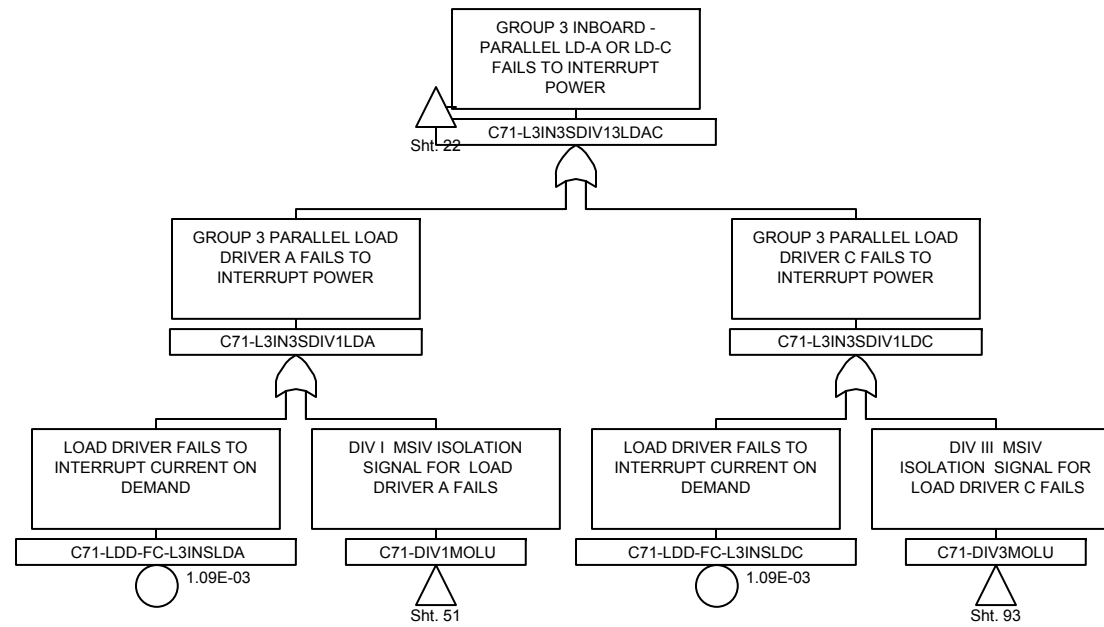 GROUP 3 INBOARD -
PARALLEL LD-A OR LD-C
FAILS TO INTERRUPT
POWER
C71-L3IN3SDIV13LDAC
Sht. 22
GROUP 3 PARALLEL LOAD
DRIVER A FAILS TO
INTERRUPT POWER
C71-L3IN3SDIV1LDA
GROUP 3 PARALLEL LOAD
DRIVER C FAILS TO
INTERRUPT POWER
C71-L3IN3SDIV1LDC
LOAD DRIVER FAILS TO
INTERRUPT CURRENT ON
DEMAND
C71-LDD-FC-L3INSLDA
1.09E-03
DIV I MSIV ISOLATION
SIGNAL FOR LOAD
DRIVER A FAILS
C71-DIV1MOLU
Sht. 51
LOAD DRIVER FAILS TO
INTERRUPT CURRENT ON
DEMAND
C71-LDD-FC-L3INSLDC
1.09E-03
DIV III MSIV
ISOLATION SIGNAL FOR
LOAD DRIVER C FAILS
C71-DIV3MOLU
Sht. 93